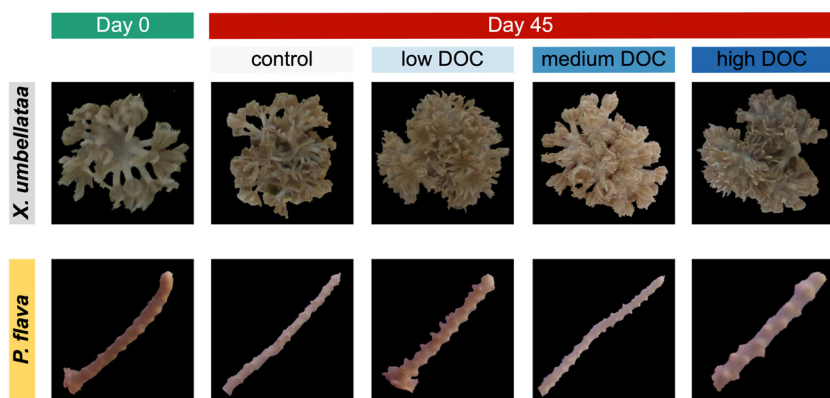 Day 0
Day 45
control
low DOC
medium DOC
high DOC
X. umbellataa
P. flava